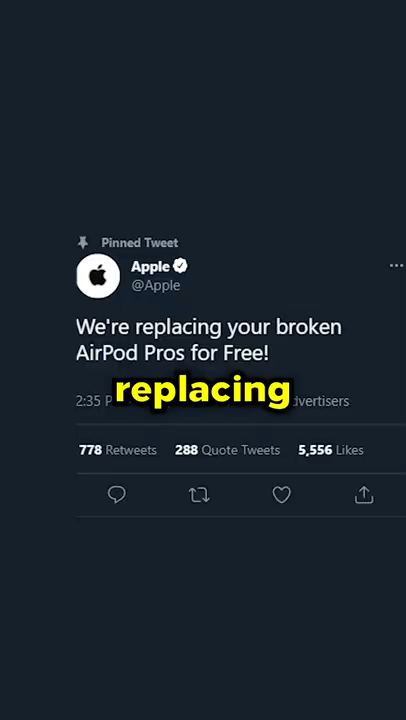 Pinned Tweet
Apple
@Apple
We're replacing your broken
AirPod Pros for Free!
2:35
replacing
778 Retweets 288 Quote Tweets 5,556 Likes